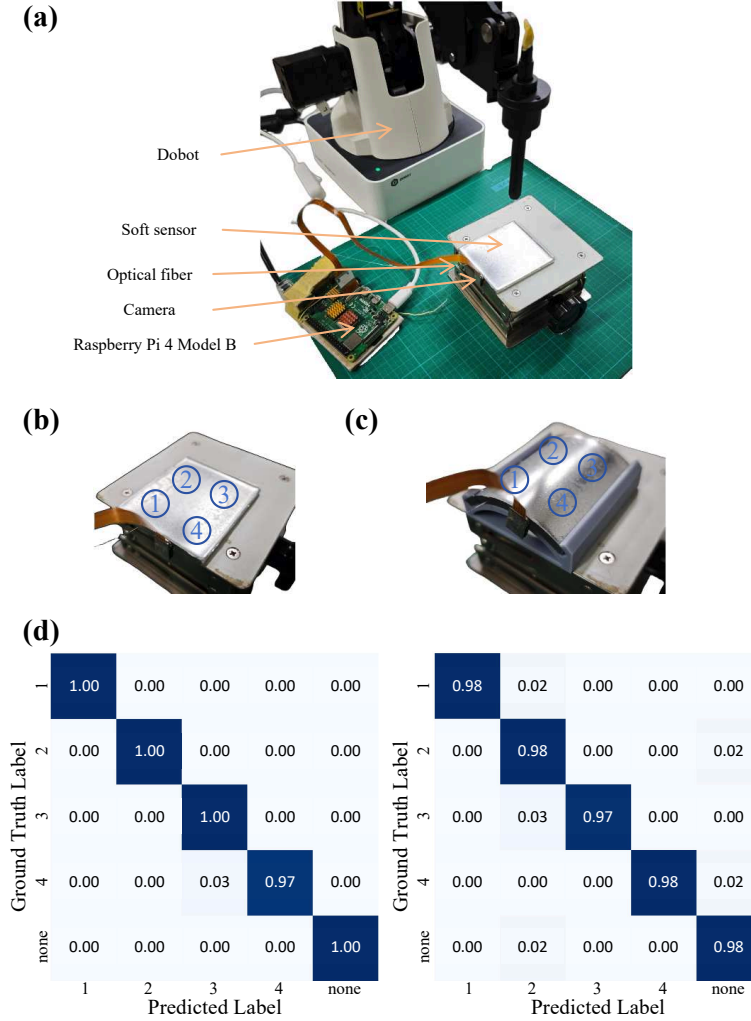 (a)
Dobot
Soft sensor
Optical fiber
Camera
Raspberry Pi 4 Model B
(b)
1
2
3
4
(c)
1
2
3
4
(d)
Ground Truth Label
1
1.00 0.00 0.00 0.00 0.00
2
0.00 1.00 0.00 0.00 0.00
3
0.00 0.00 1.00 0.00 0.00
4
0.00 0.00 0.03 0.97 0.00
none
0.00 0.00 0.00 0.00 1.00
1 2 3 4 none
Predicted Label
Ground Truth Label
1
0.98 0.02 0.00 0.00 0.00
2
0.00 0.98 0.00 0.00 0.02
3
0.00 0.03 0.97 0.00 0.00
4
0.00 0.00 0.00 0.98 0.02
none
0.00 0.02 0.00 0.00 0.98
1 2 3 4 none
Predicted Label